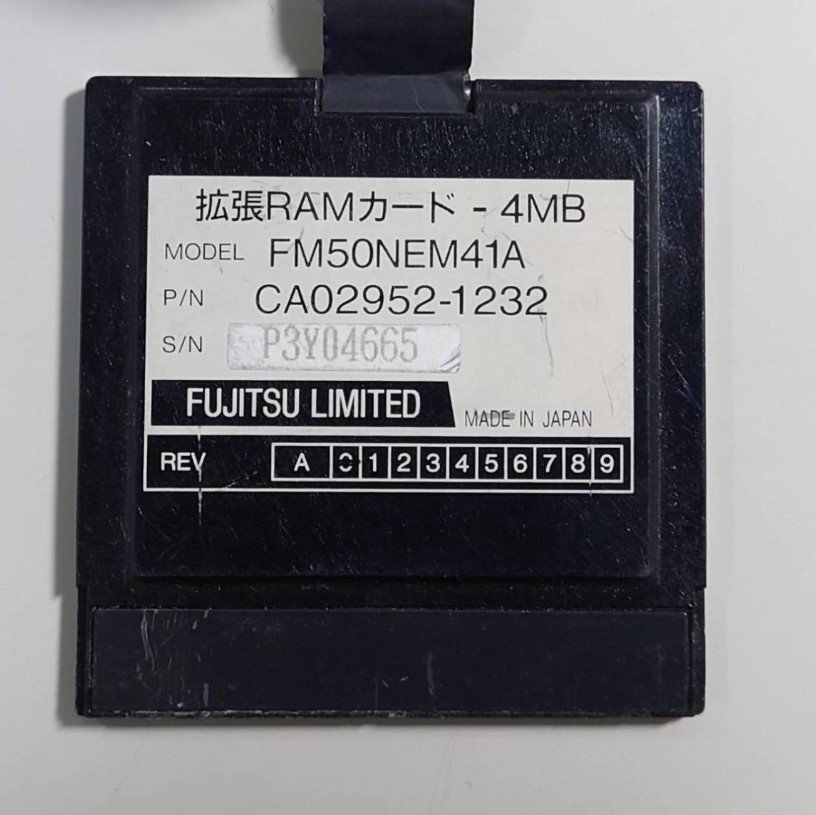 拡張RAMカード - 4MB
MODEL FM50NEM41A
P/N CA02952-1232
S/N P3Y04665
FUJITSU LIMITED MADE IN JAPAN
REV A 0 1 2 3 4 5 6 7 8 9